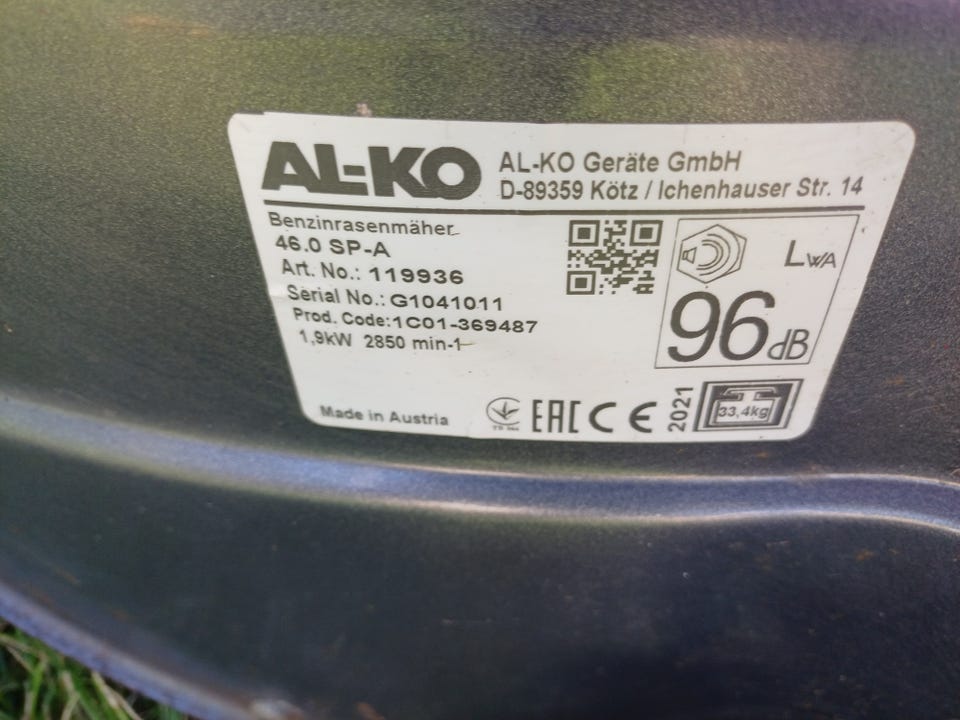 AL-KO
AL-KO Geräte GmbH
D-89359 Kötz / Ichenhauser Str. 14
Benzinrasenmäher
46.0 SP-A
Art. No.: 119936
Serial No.: G1041011
Prod. Code:1C01-369487
1,9kW 2850 min-1
LWA
96 dB
Made in Austria
EAC CE
2021
33,4kg